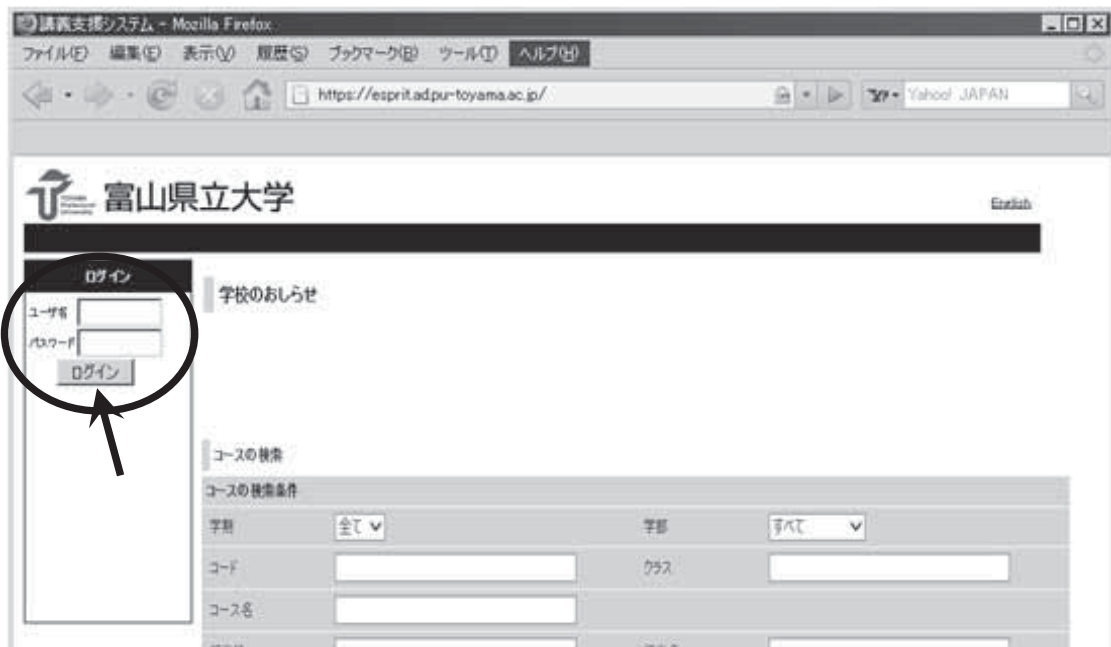 講義支援システム - Mozilla Firefox
ファイル(F) 編集(E) 表示(V) 履歴(S) ブックマーク(B) ツール(T) ヘルプ(H)
https://esprit.ad.pu-toyama.ac.jp/ Yahoo! JAPAN
富山県立大学
English
ログイン
学校のおしらせ
ユーザ名
パスワード
ログイン
コースの検索
コースの検索条件
学期 全て 学部 すべて
コード クラス
コース名